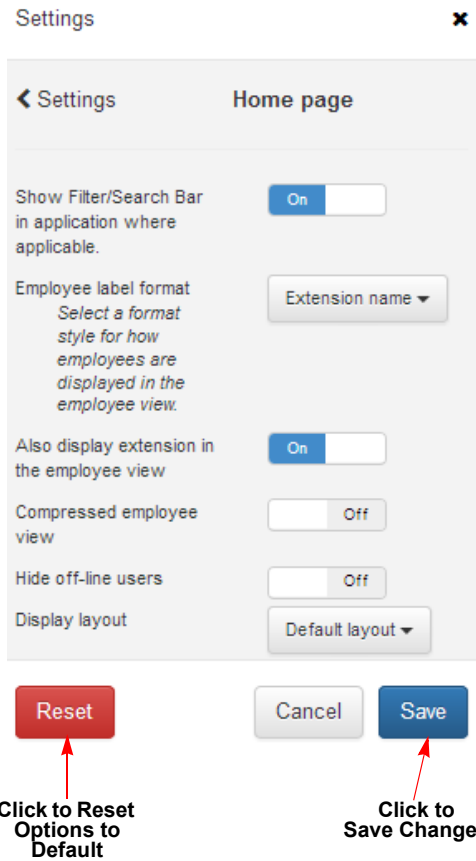 Settings
Settings
Home page
Show Filter/Search Bar
in application where
applicable.
On
Employee label format
Select a format
style for how
employees are
displayed in the
employee view.
Extension name
Also display extension in
the employee view
On
Compressed employee
view
Off
Hide off-line users
Off
Display layout
Default layout
Reset
Cancel
Save
Click to Reset
Options to
Default
Click to
Save Change